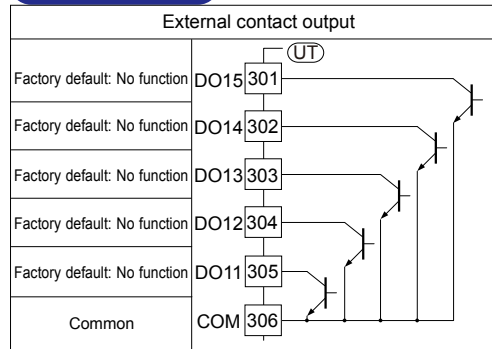 External contact output
UT
Factory default: No function DO15 301
Factory default: No function DO14 302
Factory default: No function DO13 303
Factory default: No function DO12 304
Factory default: No function DO11 305
Common COM 306